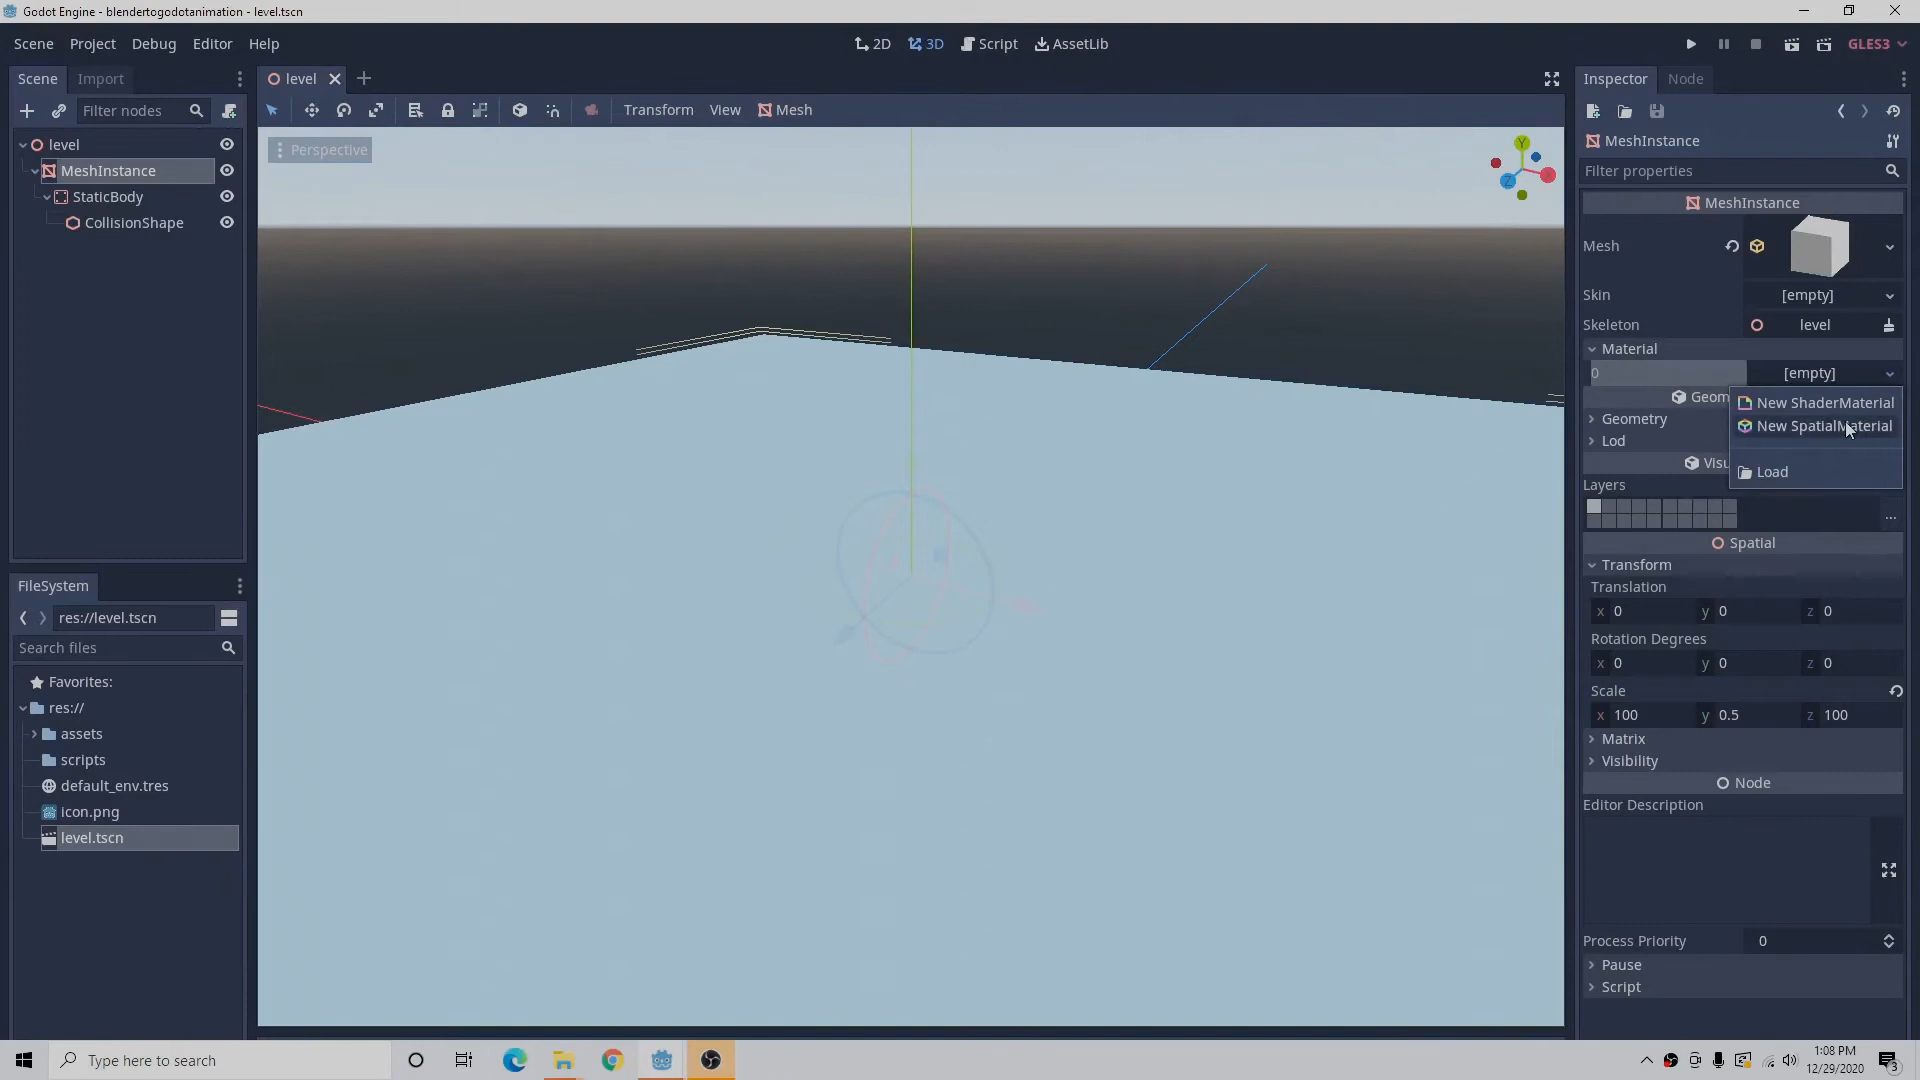 Godot Engine - blendertogodotanimation - level.tscn
Scene Project Debug Editor Help
2D 3D Script AssetLib
GLES3
Scene Import
level
Inspector Node
Filter nodes
Transform View Mesh
level
MeshInstance
StaticBody
CollisionShape
Perspective
Y
X
Z
MeshInstance
Filter properties
MeshInstance
Mesh
Skin [empty]
Skeleton level
Material
0 [empty]
Geom
New ShaderMaterial
New SpatialMaterial
Load
Geometry
Lod
Visu
Layers
...
Spatial
Transform
Translation
x 0 y 0 z 0
Rotation Degrees
x 0 y 0 z 0
Scale
x 100 y 0.5 z 100
Matrix
Visibility
Node
Editor Description
Process Priority 0
Pause
Script
FileSystem
res://level.tscn
Search files
Favorites:
res://
assets
scripts
default_env.tres
icon.png
level.tscn
Type here to search
1:08 PM
12/29/2020
3